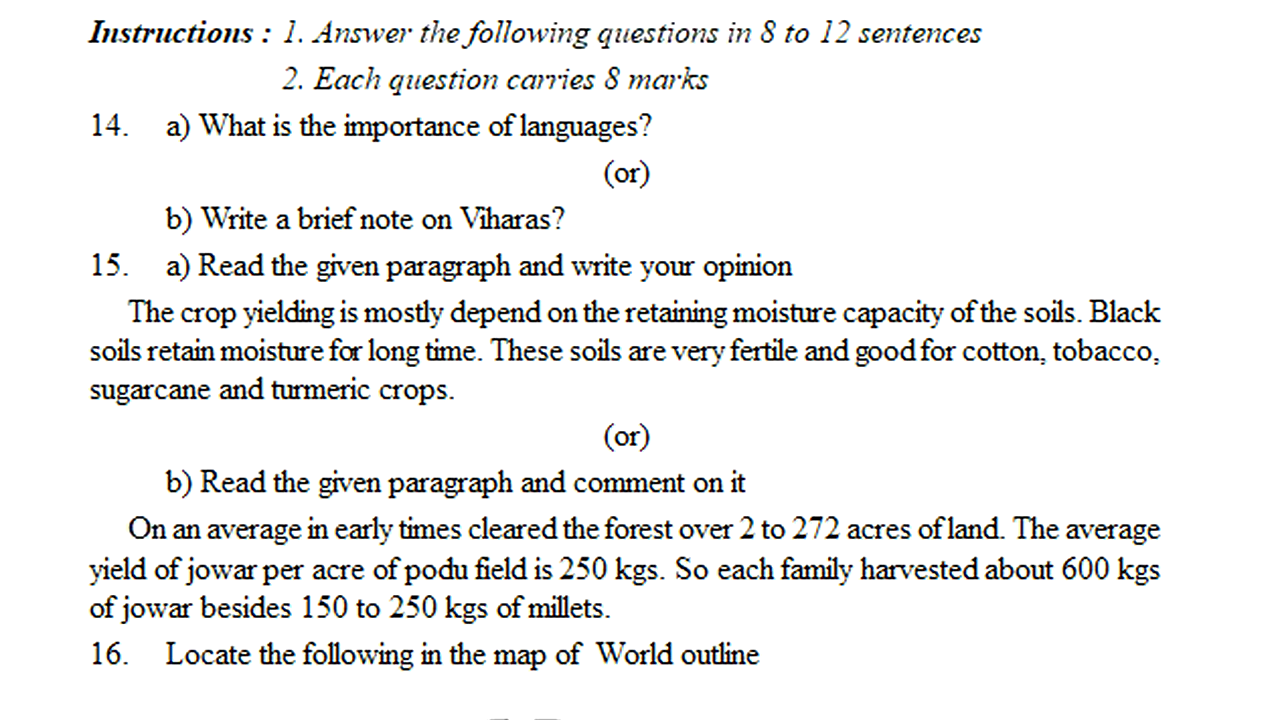 Instructions : 1. Answer the following questions in 8 to 12 sentences
2. Each question carries 8 marks
14. a) What is the importance of languages?
(or)
b) Write a brief note on Viharas?
15. a) Read the given paragraph and write your opinion
The crop yielding is mostly depend on the retaining moisture capacity of the soils. Black
soils retain moisture for long time. These soils are very fertile and good for cotton, tobacco,
sugarcane and turmeric crops.
(or)
b) Read the given paragraph and comment on it
On an average in early times cleared the forest over 2 to 272 acres of land. The average
yield of jowar per acre of podu field is 250 kgs. So each family harvested about 600 kgs
of jowar besides 150 to 250 kgs of millets.
16. Locate the following in the map of World outline